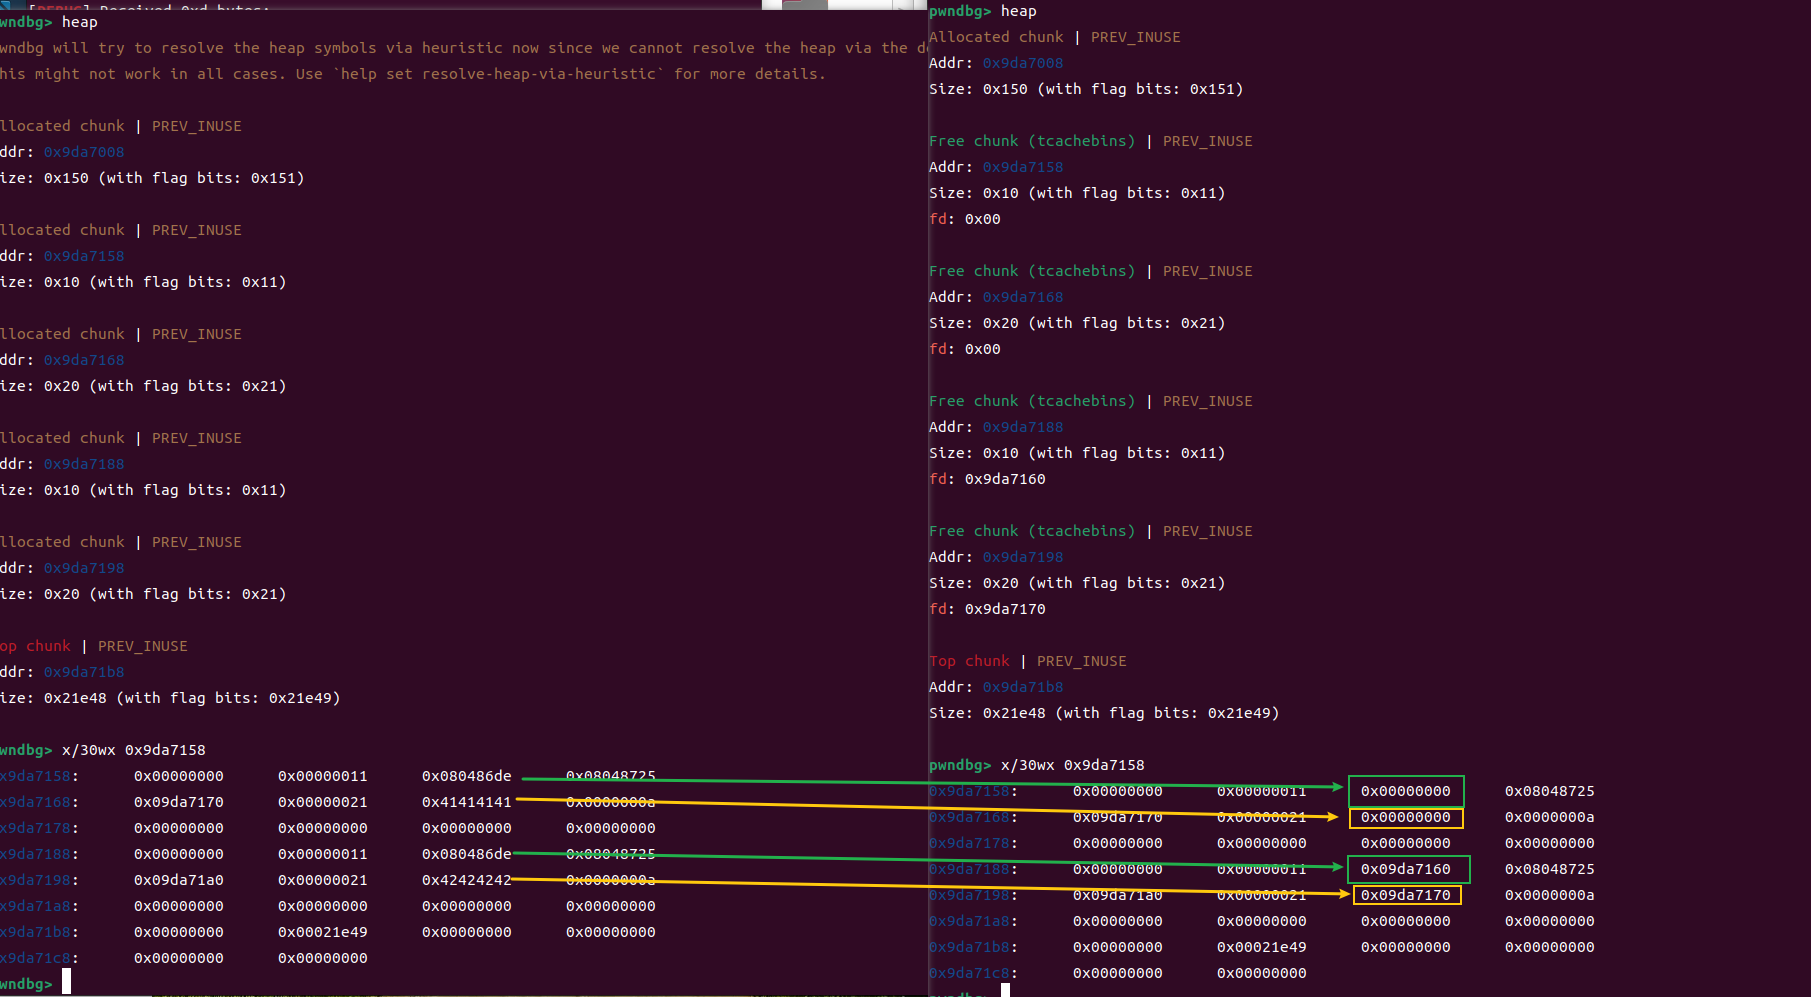 [DEBUG] Received 0xd bytes:
wndbg> heap
wndbg will try to resolve the heap symbols via heuristic now since we cannot resolve the heap via the de
his might not work in all cases. Use `help set resolve-heap-via-heuristic` for more details.
llocated chunk | PREV_INUSE
ddr: 0x9da7008
ize: 0x150 (with flag bits: 0x151)
llocated chunk | PREV_INUSE
ddr: 0x9da7158
ize: 0x10 (with flag bits: 0x11)
llocated chunk | PREV_INUSE
ddr: 0x9da7168
ize: 0x20 (with flag bits: 0x21)
llocated chunk | PREV_INUSE
ddr: 0x9da7188
ize: 0x10 (with flag bits: 0x11)
llocated chunk | PREV_INUSE
ddr: 0x9da7198
ize: 0x20 (with flag bits: 0x21)
op chunk | PREV_INUSE
ddr: 0x9da71b8
ize: 0x21e48 (with flag bits: 0x21e49)
wndbg> x/30wx 0x9da7158
x9da7158: 0x00000000 0x00000011 0x080486de 0x08048725
x9da7168: 0x09da7170 0x00000021 0x41414141 0x0000000a
x9da7178: 0x00000000 0x00000000 0x00000000 0x00000000
x9da7188: 0x00000000 0x00000011 0x080486de 0x08048725
x9da7198: 0x09da71a0 0x00000021 0x42424242 0x0000000a
x9da71a8: 0x00000000 0x00000000 0x00000000 0x00000000
x9da71b8: 0x00000000 0x00021e49 0x00000000 0x00000000
x9da71c8: 0x00000000 0x00000000
wndbg>
pwndbg> heap
Allocated chunk | PREV_INUSE
Addr: 0x9da7008
Size: 0x150 (with flag bits: 0x151)
Free chunk (tcachebins) | PREV_INUSE
Addr: 0x9da7158
Size: 0x10 (with flag bits: 0x11)
fd: 0x00
Free chunk (tcachebins) | PREV_INUSE
Addr: 0x9da7168
Size: 0x20 (with flag bits: 0x21)
fd: 0x00
Free chunk (tcachebins) | PREV_INUSE
Addr: 0x9da7188
Size: 0x10 (with flag bits: 0x11)
fd: 0x9da7160
Free chunk (tcachebins) | PREV_INUSE
Addr: 0x9da7198
Size: 0x20 (with flag bits: 0x21)
fd: 0x9da7170
Top chunk | PREV_INUSE
Addr: 0x9da71b8
Size: 0x21e48 (with flag bits: 0x21e49)
pwndbg> x/30wx 0x9da7158
0x9da7158: 0x00000000 0x00000011 0x00000000 0x08048725
0x9da7168: 0x09da7170 0x00000021 0x00000000 0x0000000a
0x9da7178: 0x00000000 0x00000000 0x00000000 0x00000000
0x9da7188: 0x00000000 0x00000011 0x09da7160 0x08048725
0x9da7198: 0x09da71a0 0x00000021 0x09da7170 0x0000000a
0x9da71a8: 0x00000000 0x00000000 0x00000000 0x00000000
0x9da71b8: 0x00000000 0x00021e49 0x00000000 0x00000000
0x9da71c8: 0x00000000 0x00000000
pwndbg>